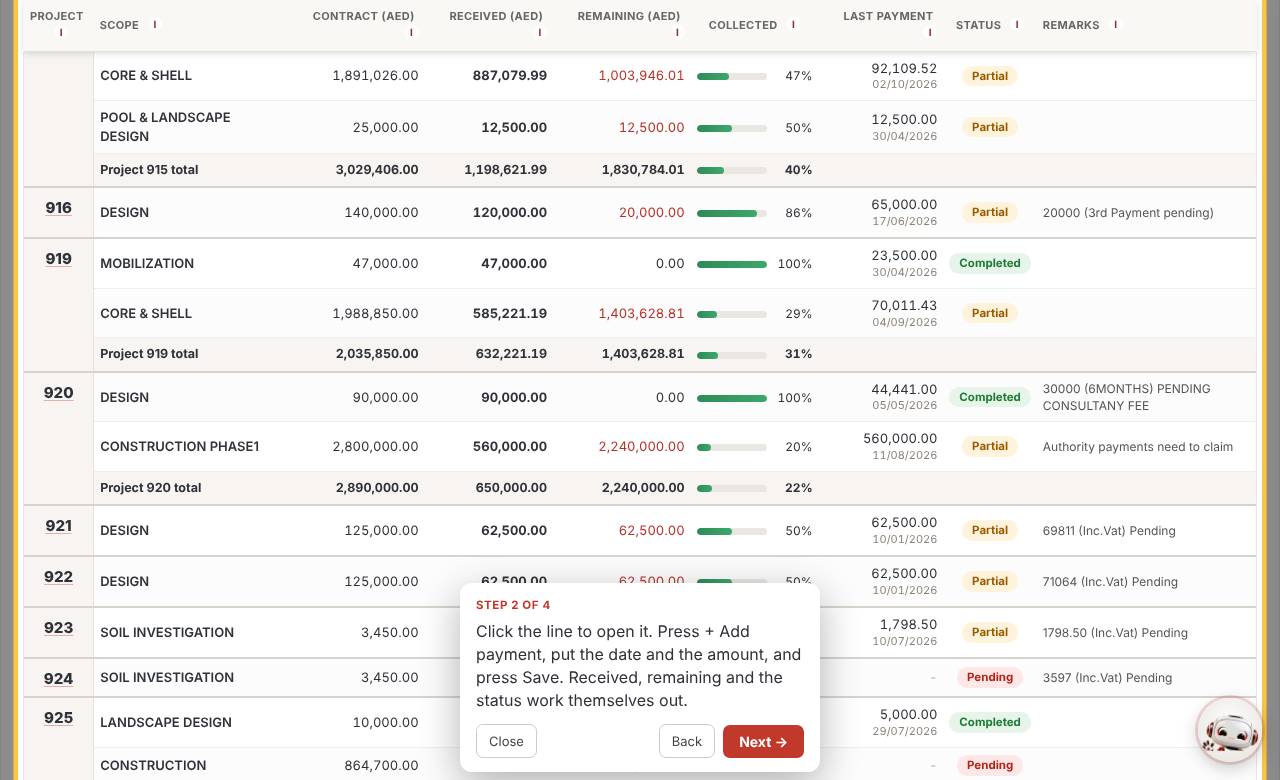 PROJECT I SCOPE I CONTRACT (AED) I RECEIVED (AED) I REMAINING (AED) I COLLECTED I LAST PAYMENT I STATUS I REMARKS I
CORE & SHELL 1,891,026.00 887,079.99 1,003,946.01 47% 92,109.52 Partial
02/10/2026
POOL & LANDSCAPE
DESIGN 25,000.00 12,500.00 12,500.00 50% 12,500.00 Partial
30/04/2026
Project 915 total 3,029,406.00 1,198,621.99 1,830,784.01 40%
916 DESIGN 140,000.00 120,000.00 20,000.00 86% 65,000.00 Partial 20000 (3rd Payment pending)
17/06/2026
919 MOBILIZATION 47,000.00 47,000.00 0.00 100% 23,500.00 Completed
30/04/2026
CORE & SHELL 1,988,850.00 585,221.19 1,403,628.81 29% 70,011.43 Partial
04/09/2026
Project 919 total 2,035,850.00 632,221.19 1,403,628.81 31%
920 DESIGN 90,000.00 90,000.00 0.00 100% 44,441.00 Completed 30000 (6MONTHS) PENDING
05/05/2026 CONSULTANY FEE
CONSTRUCTION PHASE1 2,800,000.00 560,000.00 2,240,000.00 20% 560,000.00 Partial Authority payments need to claim
11/08/2026
Project 920 total 2,890,000.00 650,000.00 2,240,000.00 22%
921 DESIGN 125,000.00 62,500.00 62,500.00 50% 62,500.00 Partial 69811 (Inc.Vat) Pending
10/01/2026
922 DESIGN 125,000.00 62,500.00 62,500.00 50% 62,500.00 Partial 71064 (Inc.Vat) Pending
10/01/2026
923 SOIL INVESTIGATION 3,450.00 1,798.50 Partial 1798.50 (Inc.Vat) Pending
10/07/2026
924 SOIL INVESTIGATION 3,450.00 - Pending 3597 (Inc.Vat) Pending
925 LANDSCAPE DESIGN 10,000.00 5,000.00 Completed
29/07/2026
CONSTRUCTION 864,700.00 - Pending
STEP 2 OF 4
Click the line to open it. Press + Add
payment, put the date and the amount, and
press Save. Received, remaining and the
status work themselves out.
Close Back Next →